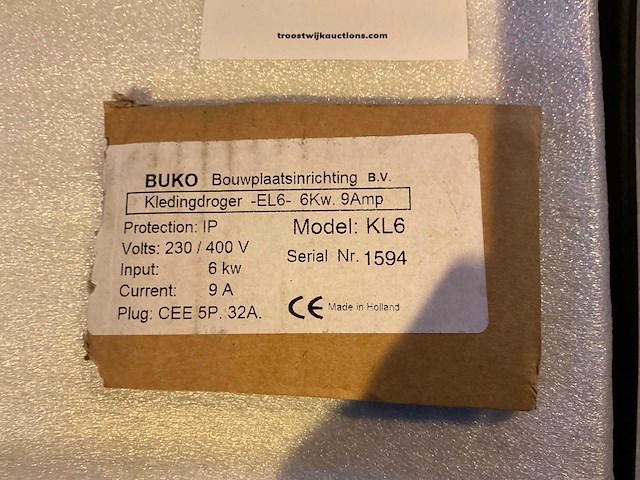 troostwijkauctions.com
BUKO Bouwplaatsinrichting B.V.
Kledingdroger -EL6- 6Kw. 9Amp
Protection: IP
Model: KL6
Volts: 230 / 400 V
Serial Nr. 1594
Input: 6 kw
Current: 9 A
CE Made in Holland
Plug: CEE 5P. 32A.